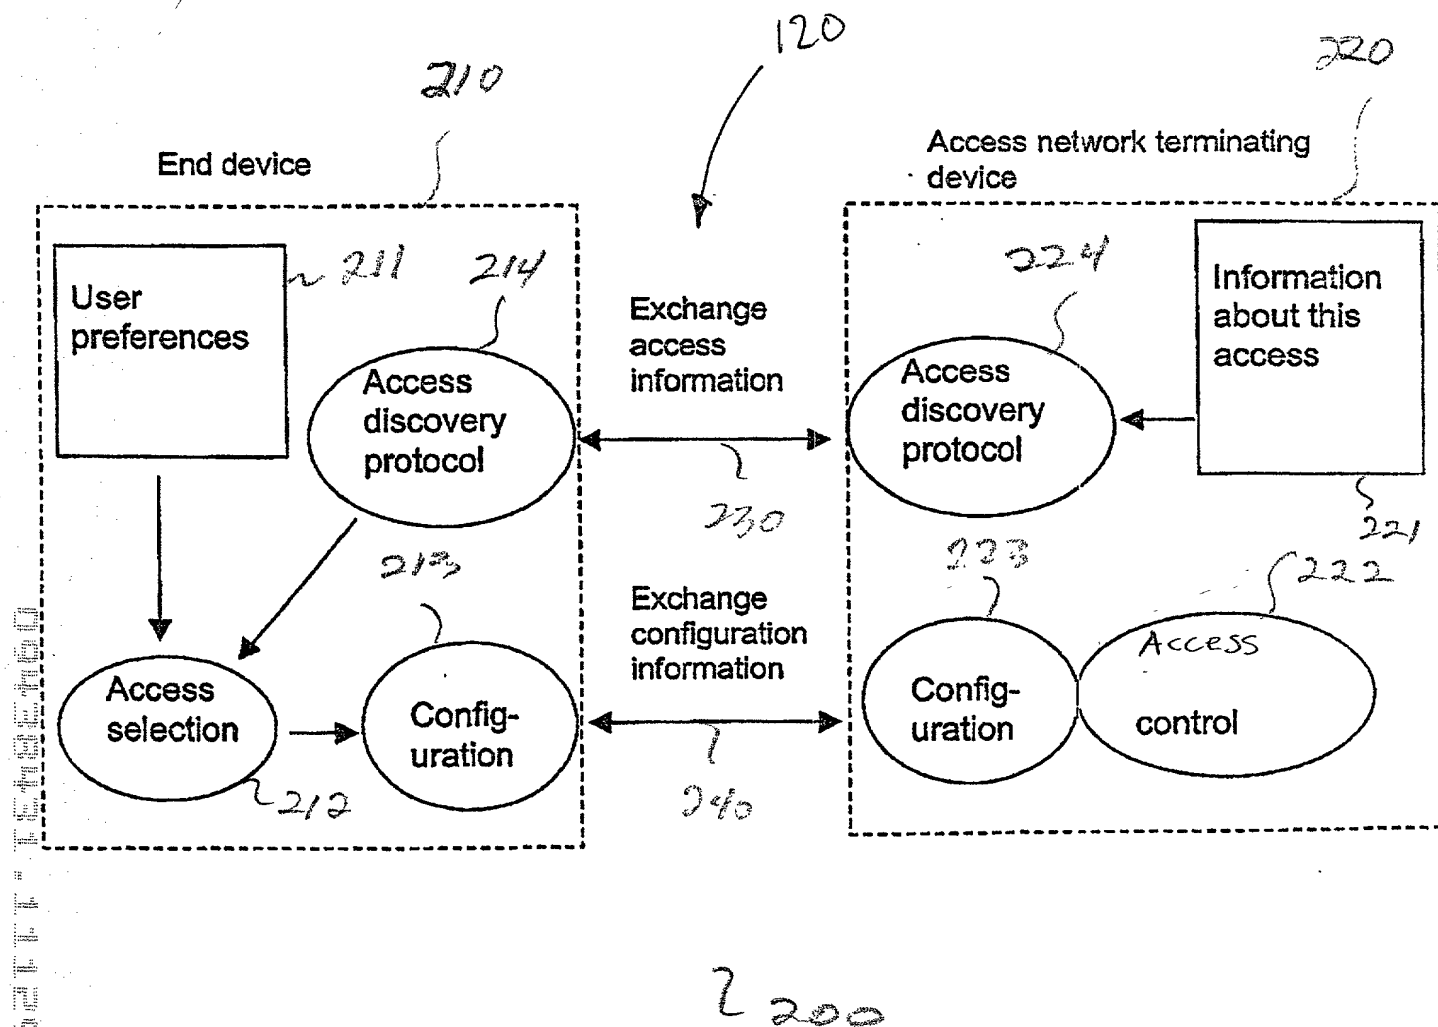 120
210
220
End device
Access network terminating
device
User
preferences
211
214
Access
discovery
protocol
Exchange
access
information
230
224
Access
discovery
protocol
Information
about this
access
221
213
Access
selection
212
Config-
uration
Exchange
configuration
information
240
223
Config-
uration
222
Access
control
200